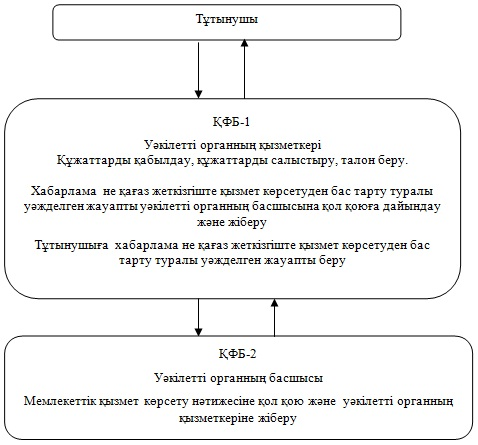 Тұтынушы
ҚФБ-1
Уәкілетті органның қызметкері
Құжаттарды қабылдау, құжаттарды салыстыру, талон беру.
Хабарлама не қағаз жеткізгіште қызмет көрсетуден бас тарту туралы
уәжделген жауапты уәкілетті органның басшысына қол қоюға дайындау
және жіберу
Тұтынушыға хабарлама не қағаз жеткізгіште қызмет көрсетуден бас
тарту туралы уәжделген жауапты беру
ҚФБ-2
Уәкілетті органның басшысы
Мемлекеттік қызмет көрсету нәтижесіне қол қою және уәкілетті органның
қызметкеріне жіберу